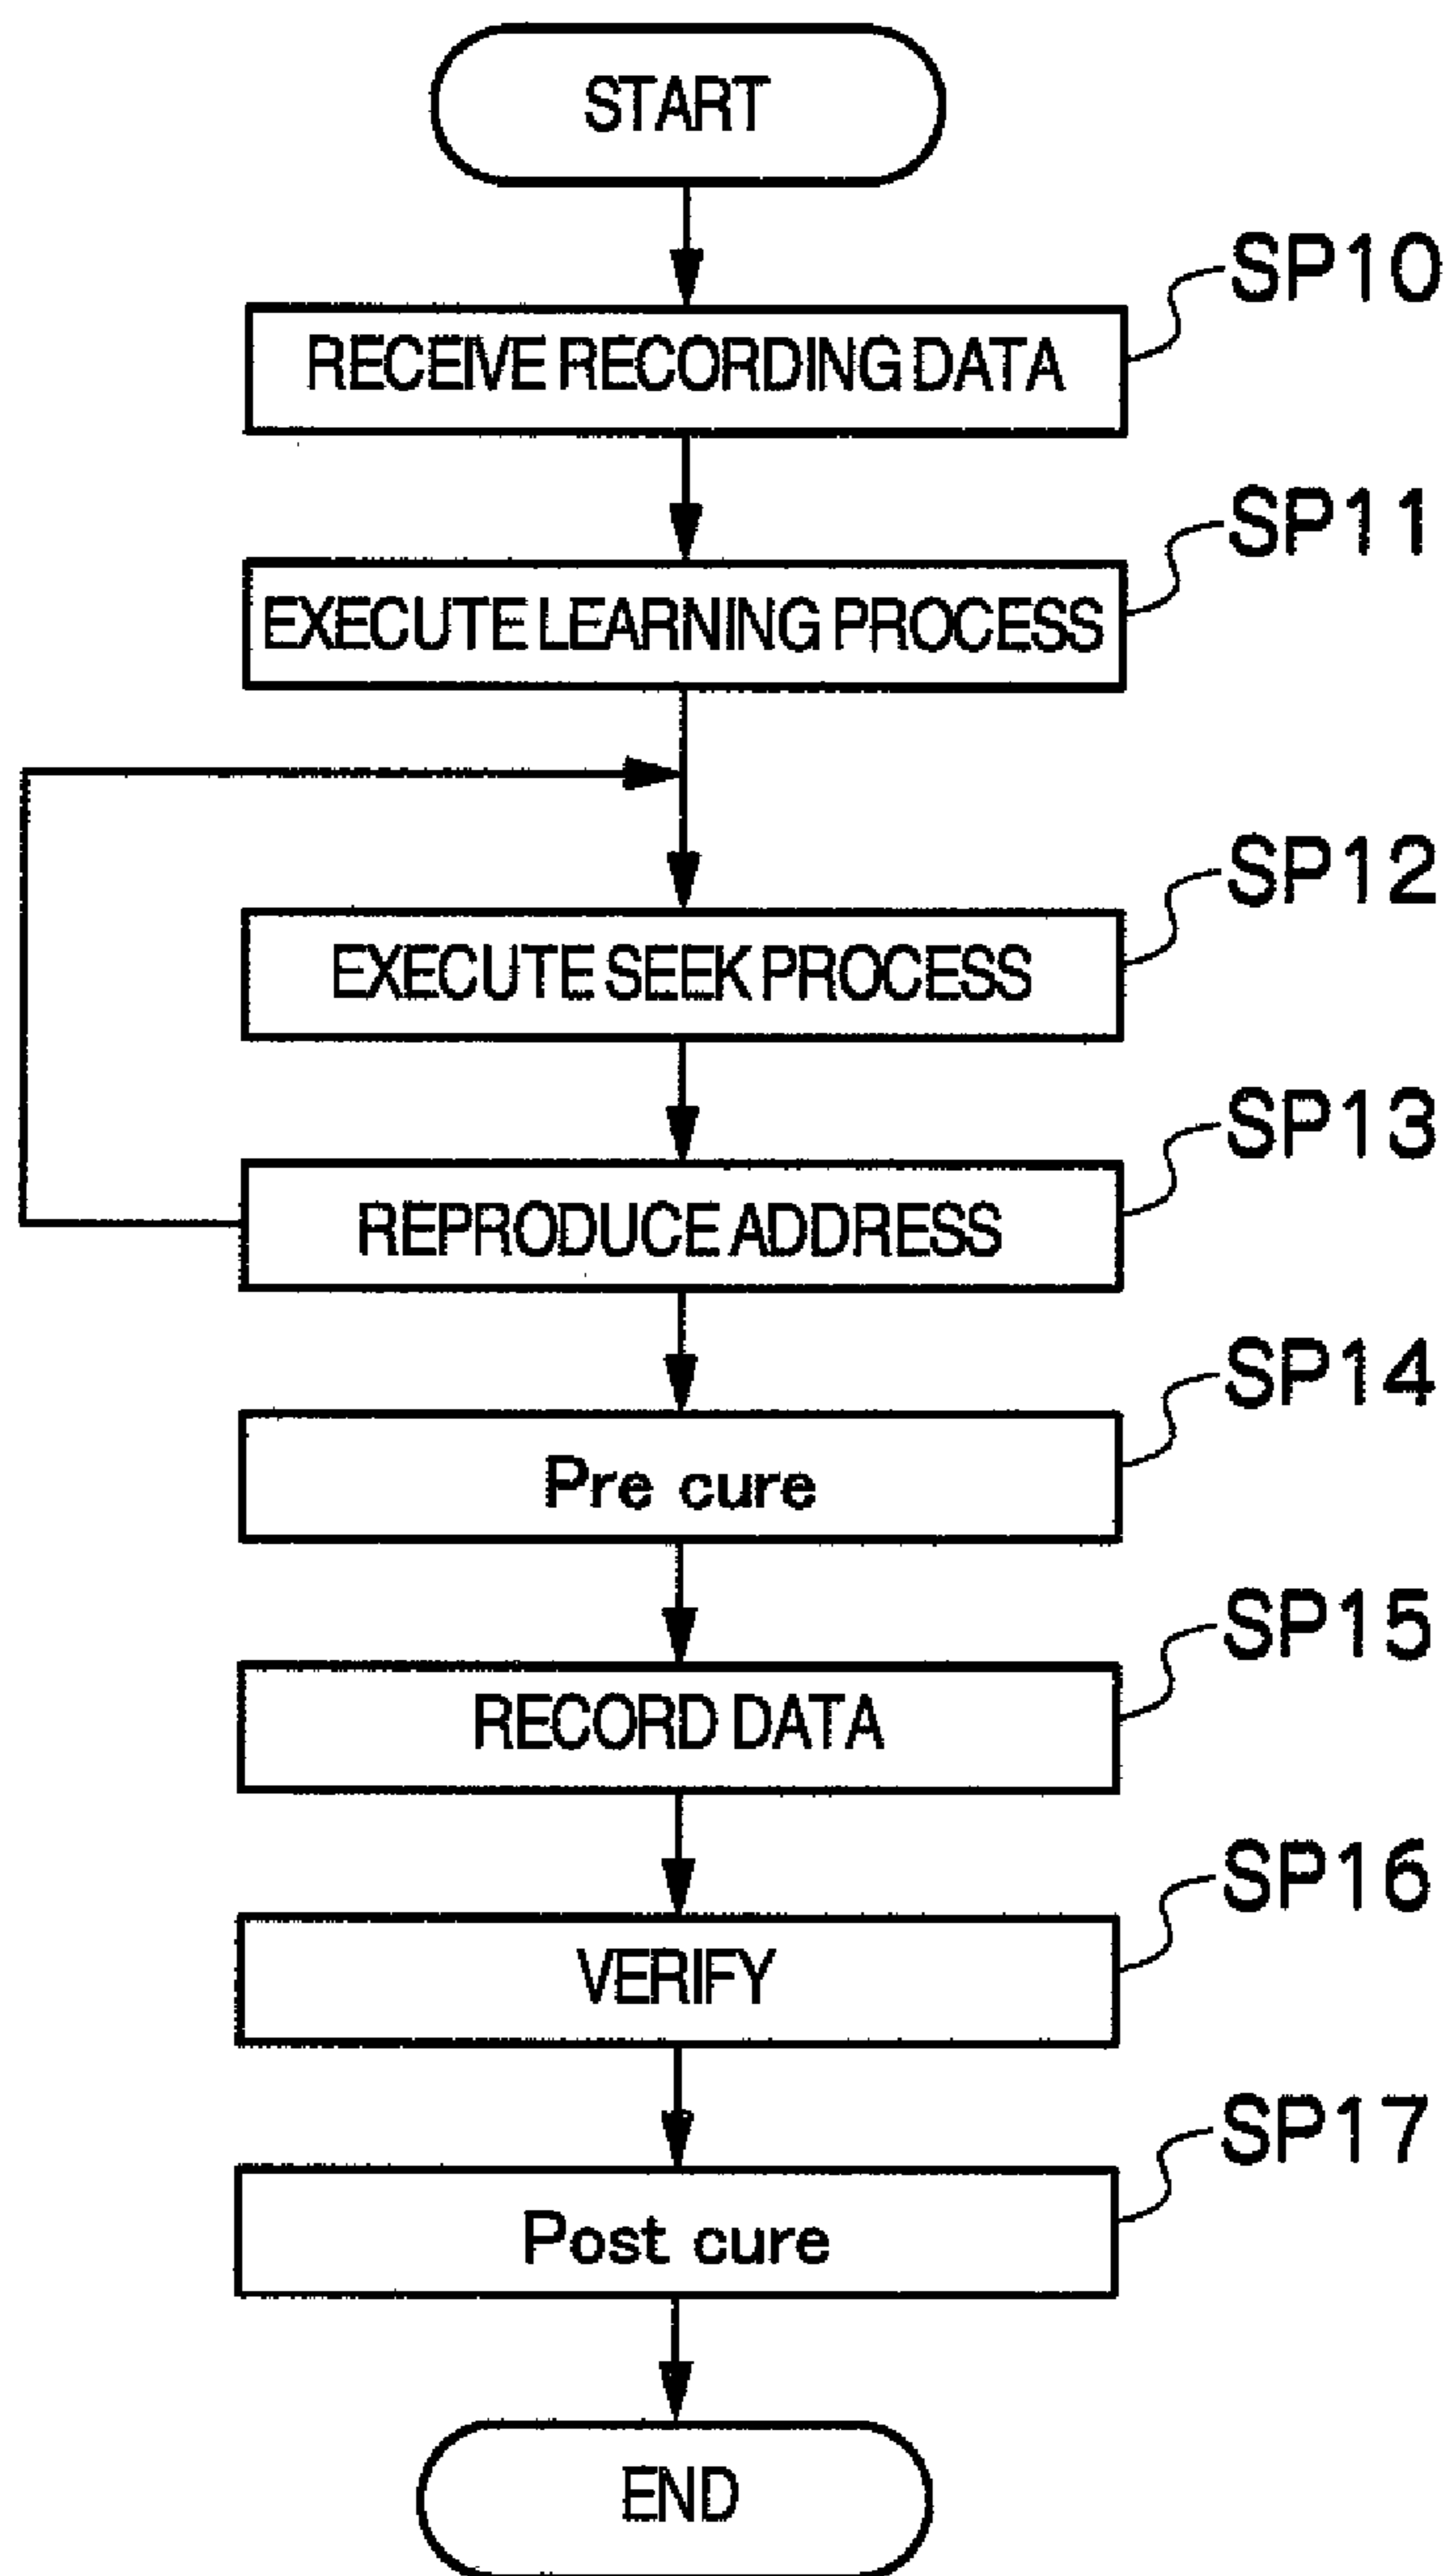 START
SP10
RECEIVE RECORDING DATA
SP11
EXECUTE LEARNING PROCESS
SP12
EXECUTE SEEK PROCESS
SP13
REPRODUCE ADDRESS
SP14
Pre cure
SP15
RECORD DATA
SP16
VERIFY
SP17
Post cure
END